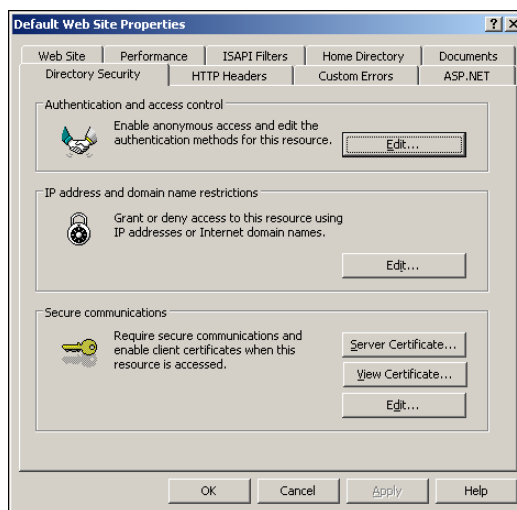 Default Web Site Properties
Web Site Performance ISAPI Filters Home Directory Documents
Directory Security HTTP Headers Custom Errors ASP.NET
Authentication and access control
Enable anonymous access and edit the
authentication methods for this resource.
Edit...
IP address and domain name restrictions
Grant or deny access to this resource using
IP addresses or Internet domain names.
Edit...
Secure communications
Require secure communications and
enable client certificates when this
resource is accessed.
Server Certificate...
View Certificate...
Edit...
OK Cancel Apply Help